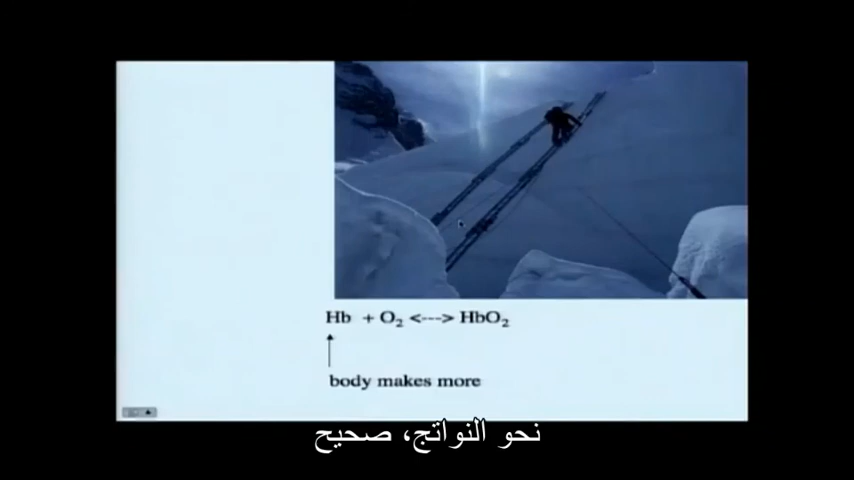 Hb + O₂ <---> HbO₂
body makes more
نحو النواتج، صحيح